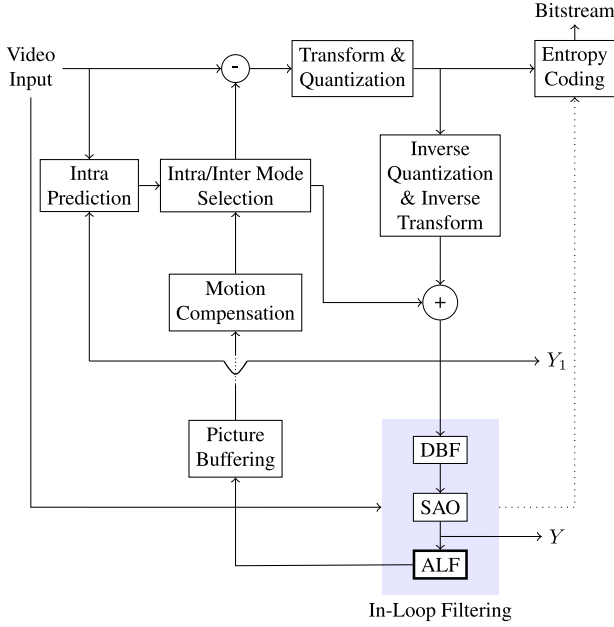 Bitstream
Video
Input
-
Transform &
Quantization
Entropy
Coding
Intra
Prediction
Intra/Inter Mode
Selection
Inverse
Quantization
& Inverse
Transform
Motion
Compensation
+
Y₁
Picture
Buffering
DBF
SAO
Y
ALF
In-Loop Filtering